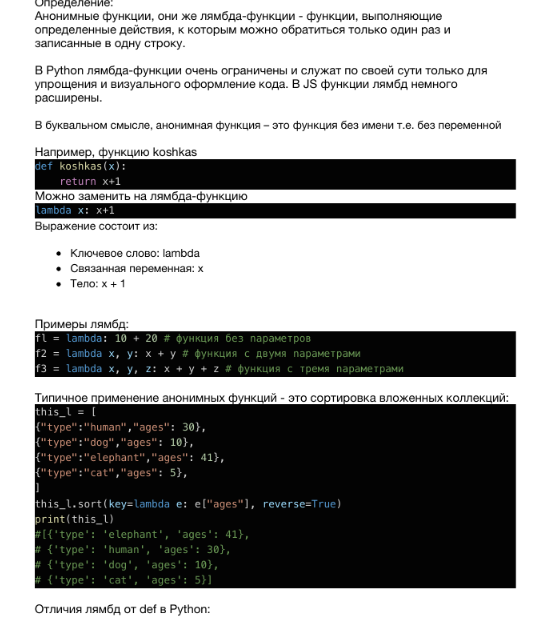 Определение:
Анонимные функции, они же лямбда-функции - функции, выполняющие
определенные действия, к которым можно обратиться только один раз и
записанные в одну строку.
В Python лямбда-функции очень ограничены и служат по своей сути только для
упрощения и визуального оформление кода. В JS функции лямбд немного
расширены.
В буквальном смысле, анонимная функция – это функция без имени т.е. без переменной
Например, функцию koshkas
def koshkas(x):
    return x+1
Можно заменить на лямбда-функцию
lambda x: x+1
Выражение состоит из:
• Ключевое слово: lambda
• Связанная переменная: x
• Тело: x + 1
Примеры лямбд:
f1 = lambda: 10 + 20 # функция без параметров
f2 = lambda x, y: x + y # функция с двумя параметрами
f3 = lambda x, y, z: x + y + z # функция с тремя параметрами
Типичное применение анонимных функций - это сортировка вложенных коллекций:
this_l = [
{"type":"human","ages": 30},
{"type":"dog","ages": 10},
{"type":"elephant","ages": 41},
{"type":"cat","ages": 5},
]
this_l.sort(key=lambda e: e["ages"], reverse=True)
print(this_l)
#[{'type': 'elephant', 'ages': 41},
# {'type': 'human', 'ages': 30},
# {'type': 'dog', 'ages': 10},
# {'type': 'cat', 'ages': 5}]
Отличия лямбд от def в Python: